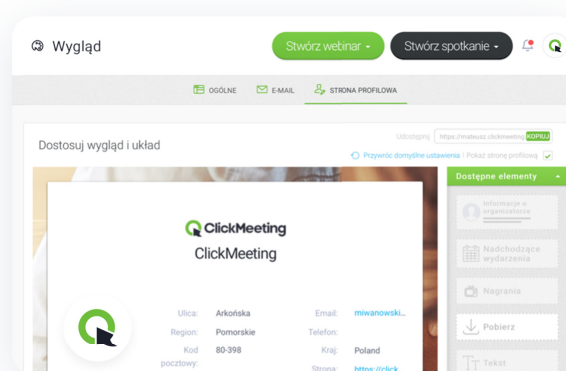 Wygląd
Stwórz webinar
Stwórz spotkanie
OGÓLNE
E-MAIL
STRONA PROFILOWA
Dostosuj wygląd i układ
Udostępnij
https://mateusz.clickmeeting
KOPIUJ
Przywróć domyślne ustawienia | Pokaż stronę profilową
Dostępne elementy
ClickMeeting
ClickMeeting
Informacje o
organizatorze
Nadchodzące
wydarzenia
Nagrania
Pobierz
Tekst
Ulica: Arkońska
Email: miwanowski...
Region: Pomorskie
Telefon:
Kod
pocztowy: 80-398
Kraj: Poland
Strona: https://click